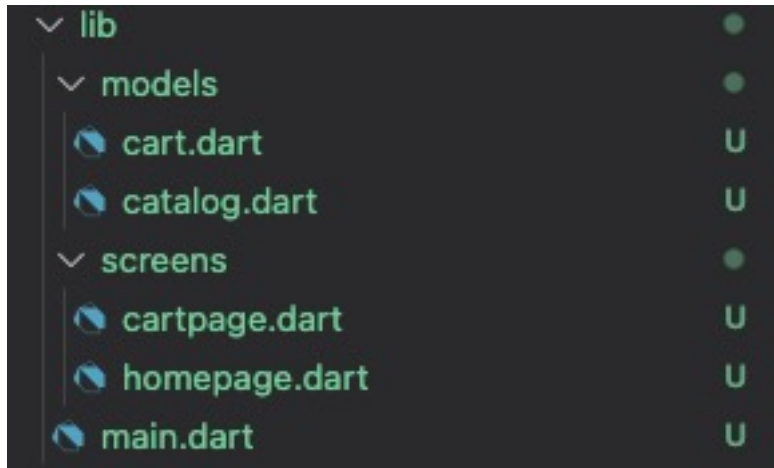 lib
models
cart.dart U
catalog.dart U
screens
cartpage.dart U
homepage.dart U
main.dart U